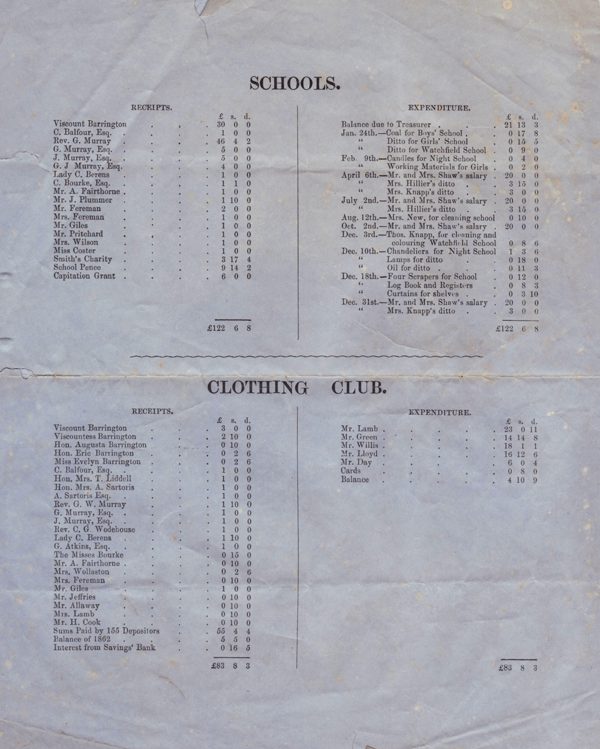 SCHOOLS.
RECEIPTS.
£ s. d.
Viscount Barrington . . . . 30 0 0
C. Balfour, Esq. . . . . 1 0 0
Rev. G. Murray . . . . 46 4 2
G. Murray, Esq. . . . . 5 0 0
J. Murray, Esq. . . . . 5 0 0
G. J Murray, Esq. . . . . 4 0 0
Lady C. Berens . . . . 1 0 0
C. Bourke, Esq. . . . . 1 1 0
Mr. A. Fairthorne . . . . 1 0 0
Mr. J. Plummer . . . . 1 10 0
Mr. Fereman . . . . 2 0 0
Mrs. Fereman . . . . 1 0 0
Mr. Giles . . . . 1 0 0
Mr. Pritchard . . . . 1 0 0
Mrs. Wilson . . . . 1 0 0
Miss Coster . . . . 1 0 0
Smith's Charity . . . . 3 17 4
School Pence . . . . 9 14 2
Capitation Grant . . . . 6 0 0
£122 6 8
EXPENDITURE.
£ s. d.
Balance due to Treasurer . . . 21 13 3
Jan. 24th.—Coal for Boys' School . . 0 17 8
" Ditto for Girls' School . 0 15 5
" Ditto for Watchfield School . 0 9 0
Feb. 9th.—Candles for Night School . 0 4 0
" Working Materials for Girls . 0 2 0
April 6th.—Mr. and Mrs. Shaw's salary . 20 0 0
" Mrs. Hillier's ditto . . 3 15 0
" Mrs. Knapp's ditto . . 3 0 0
July 2nd.—Mr. and Mrs. Shaw's salary . 20 0 0
" Mrs. Hillier's ditto . . 3 15 0
Aug. 12th.—Mrs. New, for cleaning school 0 10 0
Oct. 2nd.—Mr. and Mrs. Shaw's salary . 20 0 0
Dec. 3rd.—Thos. Knapp, for cleaning and
colouring Watchfield School 0 8 6
Dec. 10th.—Chandeliers for Night School 1 3 6
" Lamps for ditto . . 0 18 0
" Oil for ditto . . . 0 11 3
Dec. 18th.—Four Scrapers for School . 0 12 0
" Log Book and Registers . 0 8 3
" Curtains for shelves . . 0 3 10
Dec. 31st.—Mr. and Mrs. Shaw's salary . 20 0 0
" Mrs. Knapp's ditto . . 3 0 0
£122 6 8
CLOTHING CLUB.
RECEIPTS.
£ s. d.
Viscount Barrington . . . 3 0 0
Viscountess Barrington . . . 2 10 0
Hon. Augusta Barrington . . . 0 10 0
Hon. Eric Barrington . . . 0 2 6
Miss Evelyn Barrington . . . 0 2 6
C. Balfour, Esq. . . . . 1 0 0
Hon. Mrs. T. Liddell . . . 1 0 0
Hon. Mrs. A. Sartoris . . . 1 0 0
A. Sartoris Esq. . . . . 1 0 0
Rev. G. W. Murray . . . 1 10 0
G. Murray, Esq. . . . . 1 0 0
J. Murray, Esq. . . . . 1 0 0
Rev. C. G. Wodehouse . . . 1 0 0
Lady C. Berens . . . . 1 10 0
G. Atkins, Esq. . . . . 1 0 0
The Misses Bourke . . . . 0 15 0
Mr. A. Fairthorne . . . . 0 10 0
Mrs, Wollaston . . . . 0 2 6
Mrs. Fereman . . . . 0 10 0
Mr. Giles . . . . 1 0 0
Mr. Jeffries . . . . 0 10 0
Mr. Allaway . . . . 0 10 0
Mrs. Lamb . . . . 0 10 0
Mr. H. Cook . . . . 0 10 0
Sums Paid by 155 Depositors . . 55 4 4
Balance of 1862 . . . . 5 5 0
Interest from Savings' Bank . . 0 16 5
£83 8 3
EXPENDITURE.
£ s. d.
Mr. Lamb . . . . . 23 0 11
Mr. Green . . . . . 14 14 8
Mr. Willis . . . . . 18 1 1
Mr. Lloyd . . . . . 16 12 6
Mr. Day . . . . . 6 0 4
Cards . . . . . 0 8 0
Balance . . . . . 4 10 9
£83 8 3